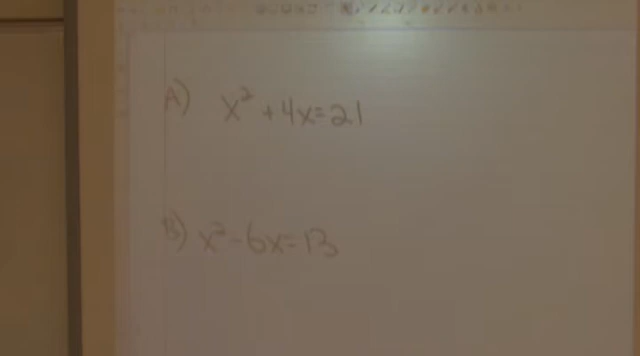 A) x² + 4x = 21
B) x² - 6x = 13